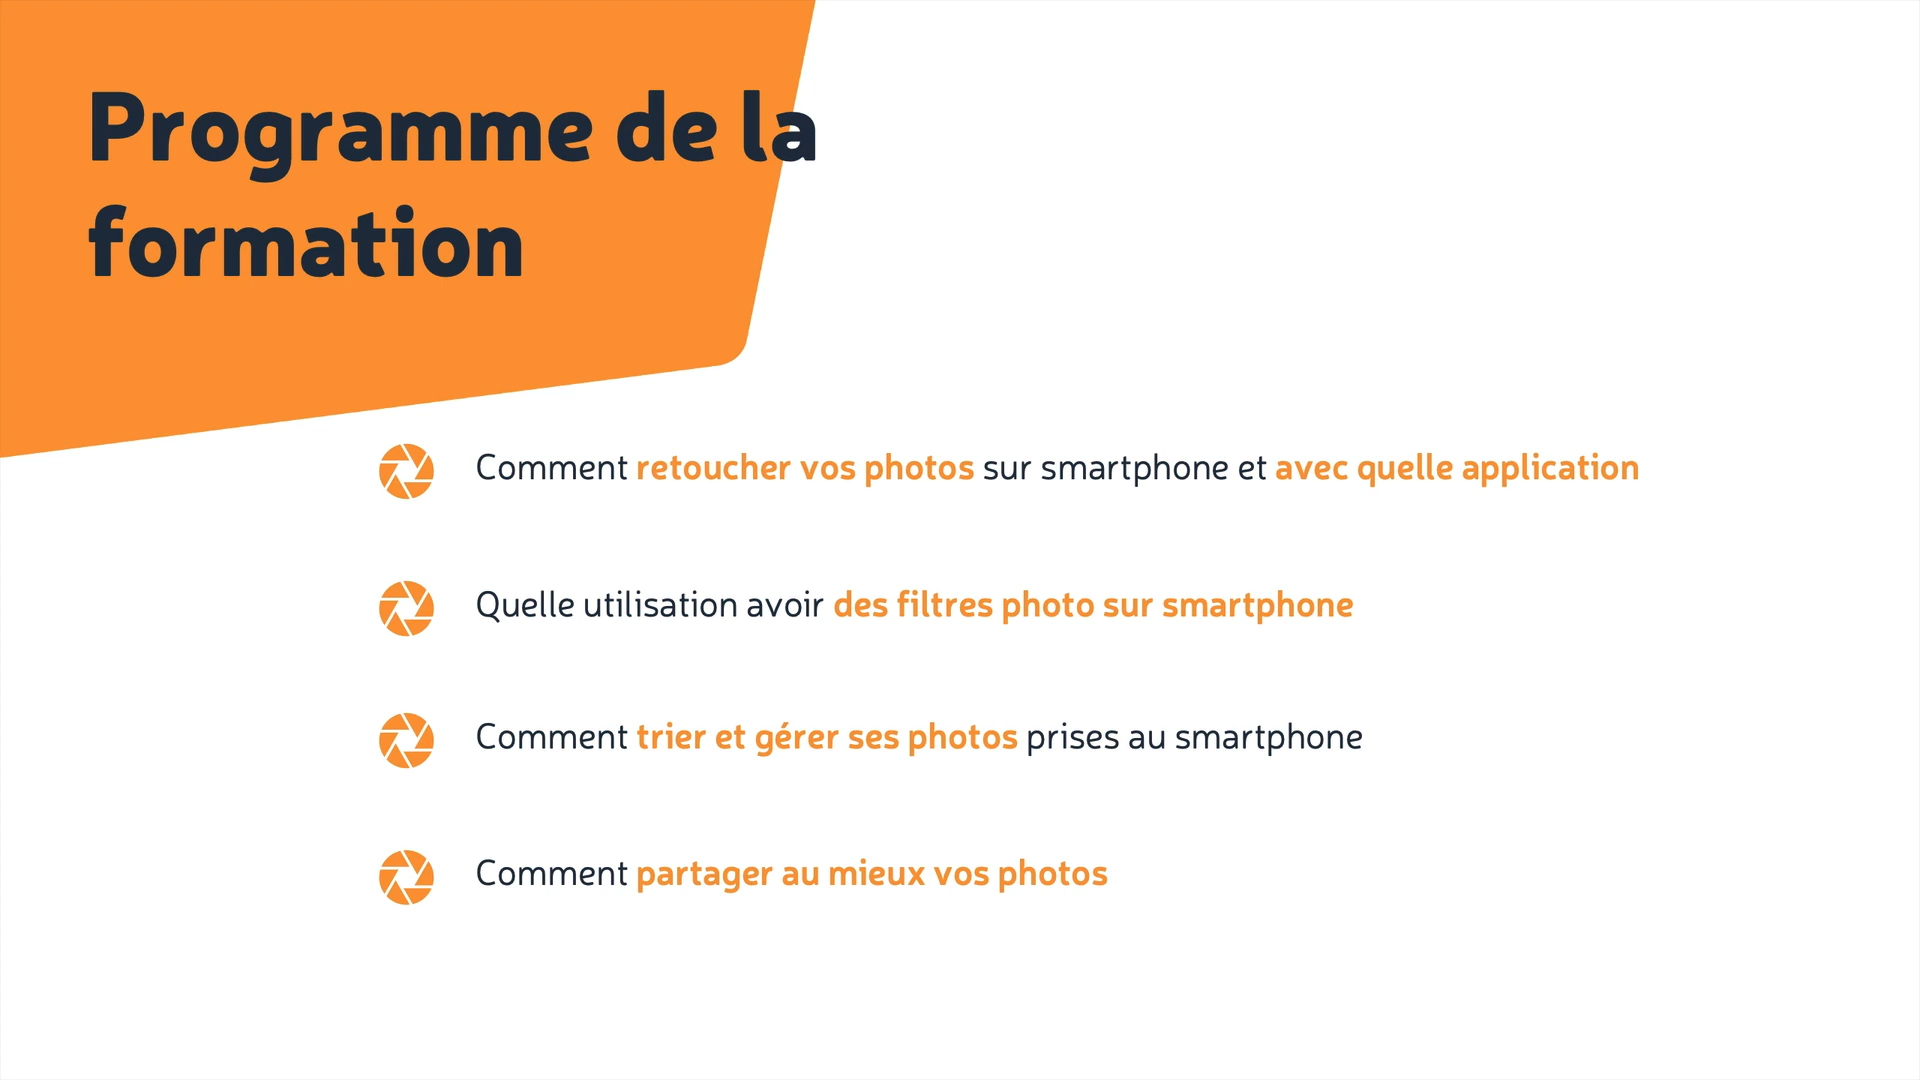 Programme de la
formation
Comment retoucher vos photos sur smartphone et avec quelle application
Quelle utilisation avoir des filtres photo sur smartphone
Comment trier et gérer ses photos prises au smartphone
Comment partager au mieux vos photos